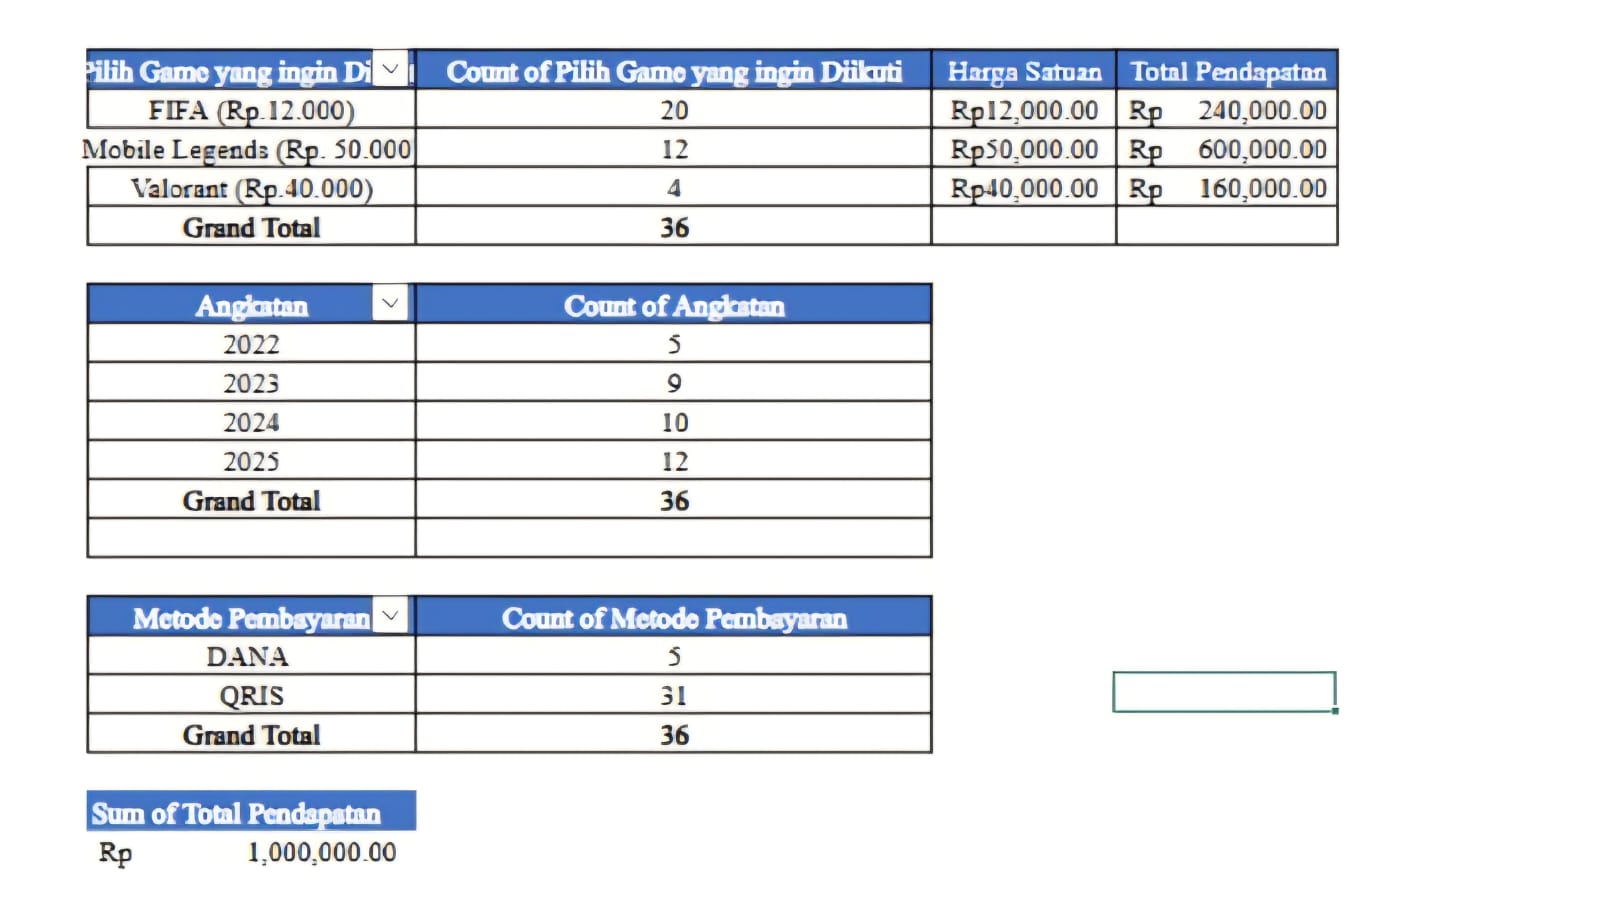 Pilih Game yang ingin Di Count of Pilih Game yang ingin Diikuti Harga Satuan Total Pendapatan
FIFA (Rp.12.000) 20 Rp12,000.00 Rp 240,000.00
Mobile Legends (Rp. 50.000 12 Rp50,000.00 Rp 600,000.00
Valorant (Rp.40.000) 4 Rp40,000.00 Rp 160,000.00
Grand Total 36
Angkatan Count of Angkatan
2022 5
2023 9
2024 10
2025 12
Grand Total 36
Metode Pembayaran Count of Metode Pembayaran
DANA 5
QRIS 31
Grand Total 36
Sum of Total Pendapatan
Rp 1,000,000.00